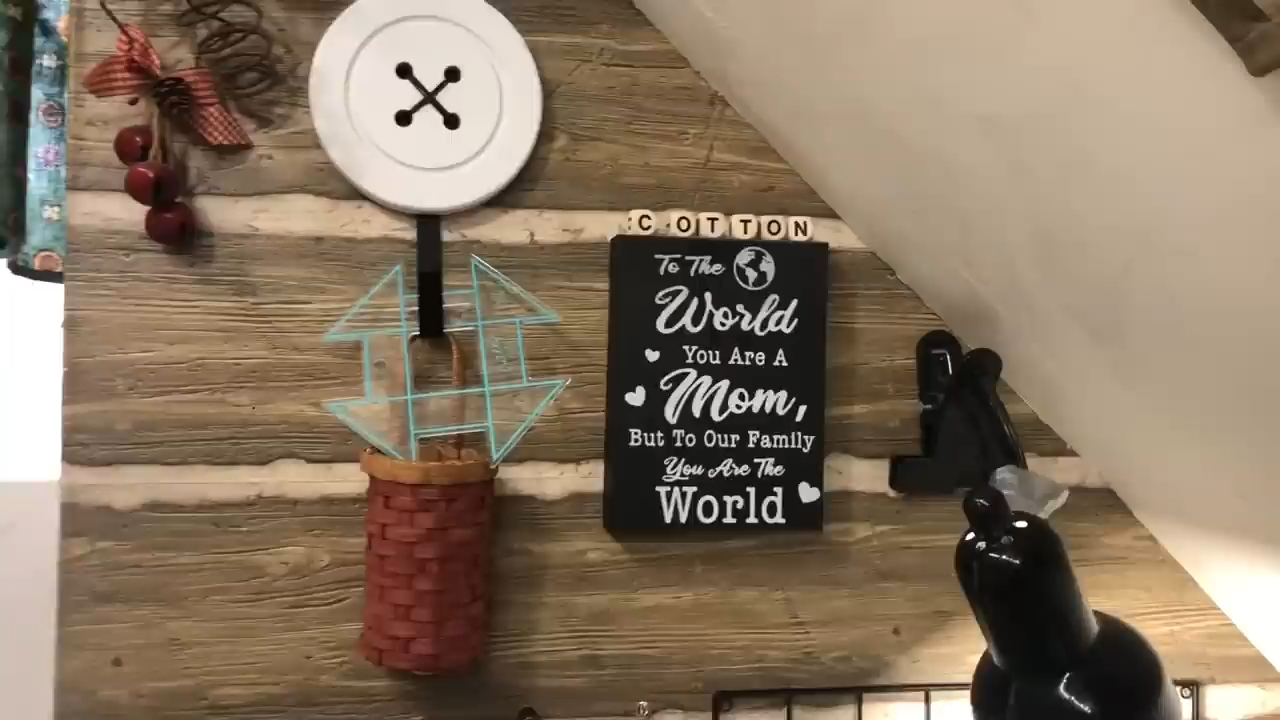 COTTON
To The
World
You Are A
Mom,
But To Our Family
You Are The
World